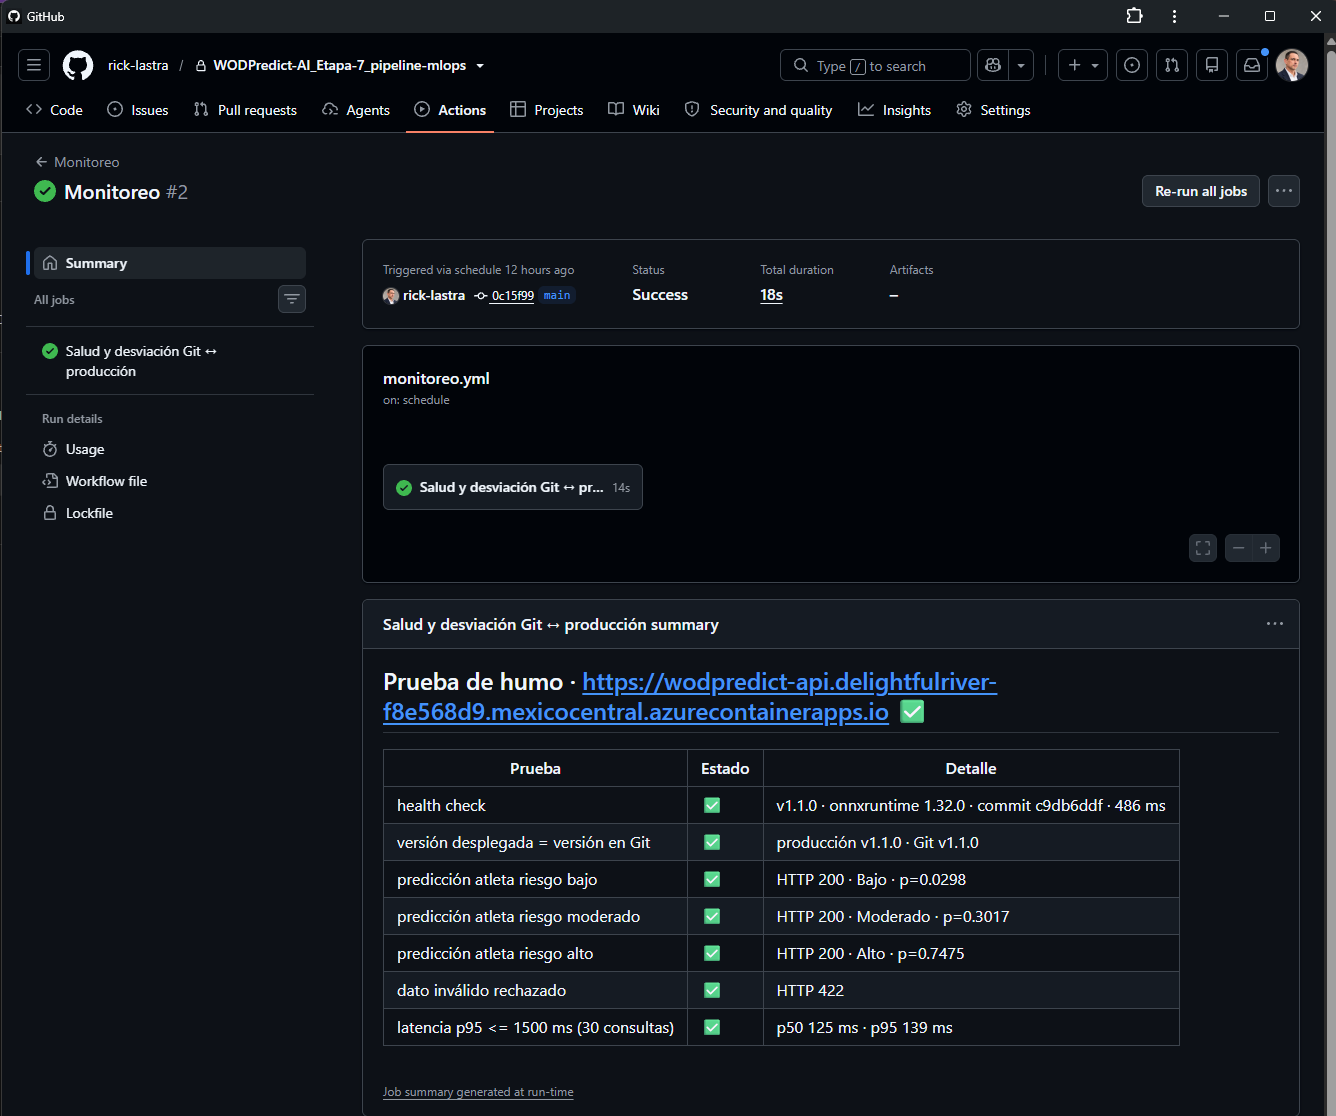 GitHub
rick-lastra / WODPredict-AI_Etapa-7_pipeline-mlops
Type / to search
Code
Issues
Pull requests
Agents
Actions
Projects
Wiki
Security and quality
Insights
Settings
Monitoreo
Monitoreo #2
Re-run all jobs
Summary
All jobs
Salud y desviación Git ↔
producción
Run details
Usage
Workflow file
Lockfile
Triggered via schedule 12 hours ago
rick-lastra 0c15f99 main
Status
Success
Total duration
18s
Artifacts
–
monitoreo.yml
on: schedule
Salud y desviación Git ↔ pr... 14s
Salud y desviación Git ↔ producción summary
Prueba de humo · https://wodpredict-api.delightfulriver-
f8e568d9.mexicocentral.azurecontainerapps.io ✅
Prueba Estado Detalle
health check ✅ v1.1.0 · onnxruntime 1.32.0 · commit c9db6ddf · 486 ms
versión desplegada = versión en Git ✅ producción v1.1.0 · Git v1.1.0
predicción atleta riesgo bajo ✅ HTTP 200 · Bajo · p=0.0298
predicción atleta riesgo moderado ✅ HTTP 200 · Moderado · p=0.3017
predicción atleta riesgo alto ✅ HTTP 200 · Alto · p=0.7475
dato inválido rechazado ✅ HTTP 422
latencia p95 <= 1500 ms (30 consultas) ✅ p50 125 ms · p95 139 ms
Job summary generated at run-time